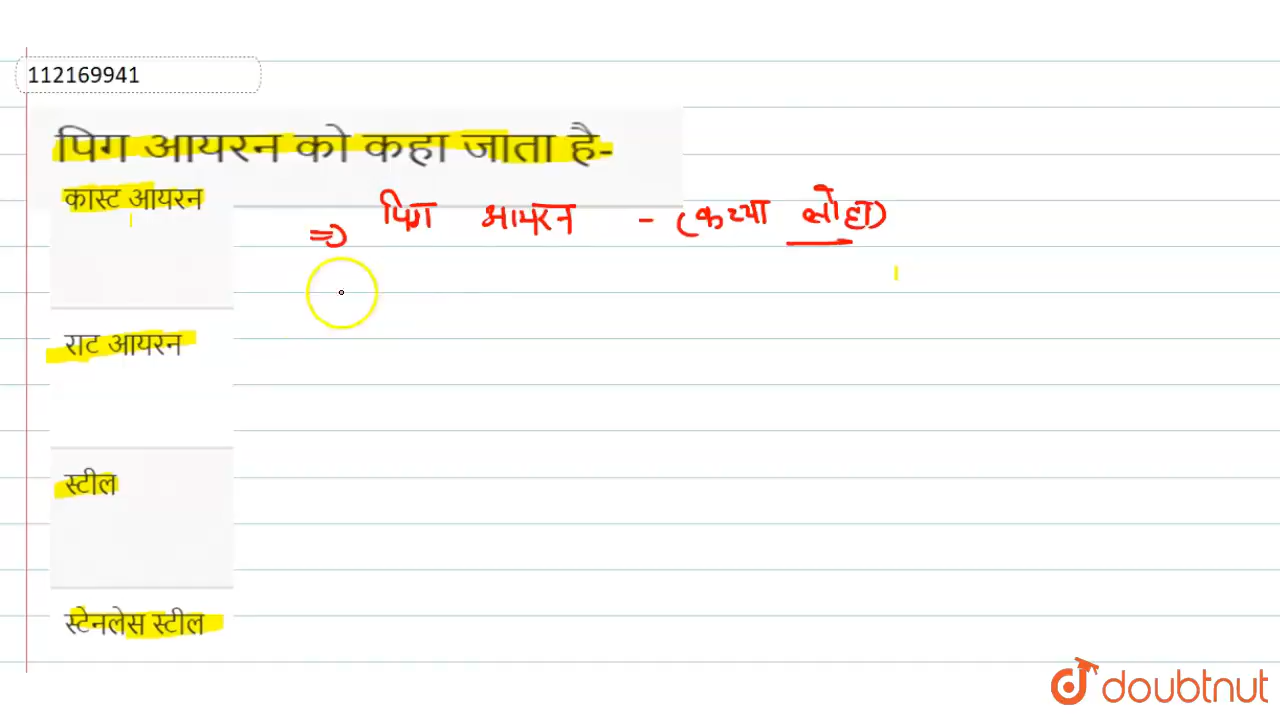 112169941
पिग आयरन को कहा जाता है-
कास्ट आयरन
⇒ पिग आयरन - (कच्चा लोहा)
राट आयरन
स्टील
स्टेनलेस स्टील
doubtnut